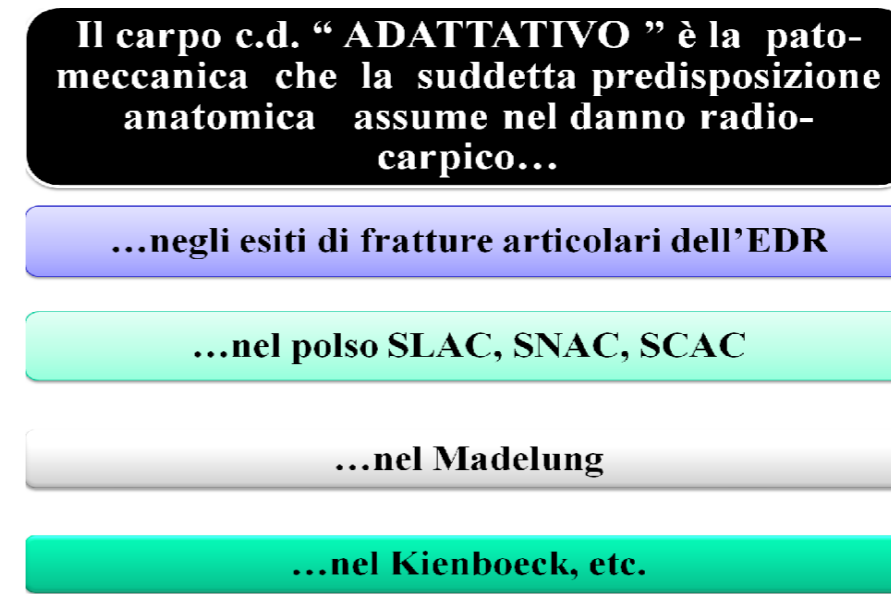 Il carpo c.d. “ ADATTATIVO ” è la pato-
meccanica che la suddetta predisposizione
anatomica assume nel danno radio-
carpico…
…negli esiti di fratture articolari dell’EDR
…nel polso SLAC, SNAC, SCAC
…nel Madelung
…nel Kienboeck, etc.